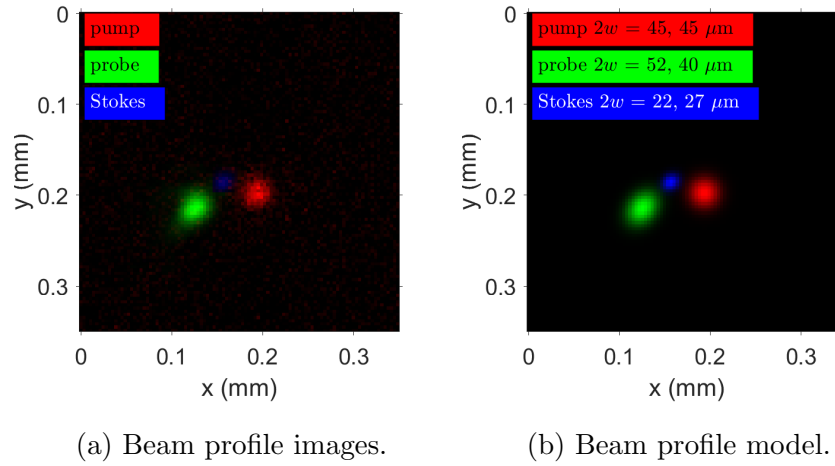 0
0.1
0.2
0.3
y (mm)
pump
probe
Stokes
0 0.1 0.2 0.3
x (mm)
(a) Beam profile images.
0
0.1
0.2
0.3
y (mm)
pump 2w = 45, 45 μm
probe 2w = 52, 40 μm
Stokes 2w = 22, 27 μm
0 0.1 0.2 0.3
x (mm)
(b) Beam profile model.